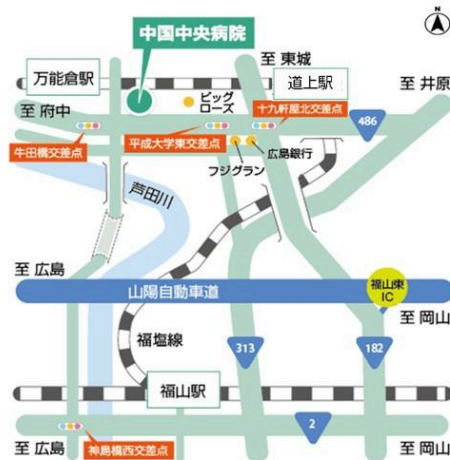 N
中国中央病院
至 東城
万能倉駅
道上駅
至 井原
ビッグ
ローズ
至 府中
十九軒屋北交差点
486
牛田橋交差点
平成大学東交差点
広島銀行
フジグラン
芦田川
至 広島
山陽自動車道
福山東
IC
至 岡山
福塩線
313
182
福山駅
2
至 広島
神島橋西交差点
至 岡山